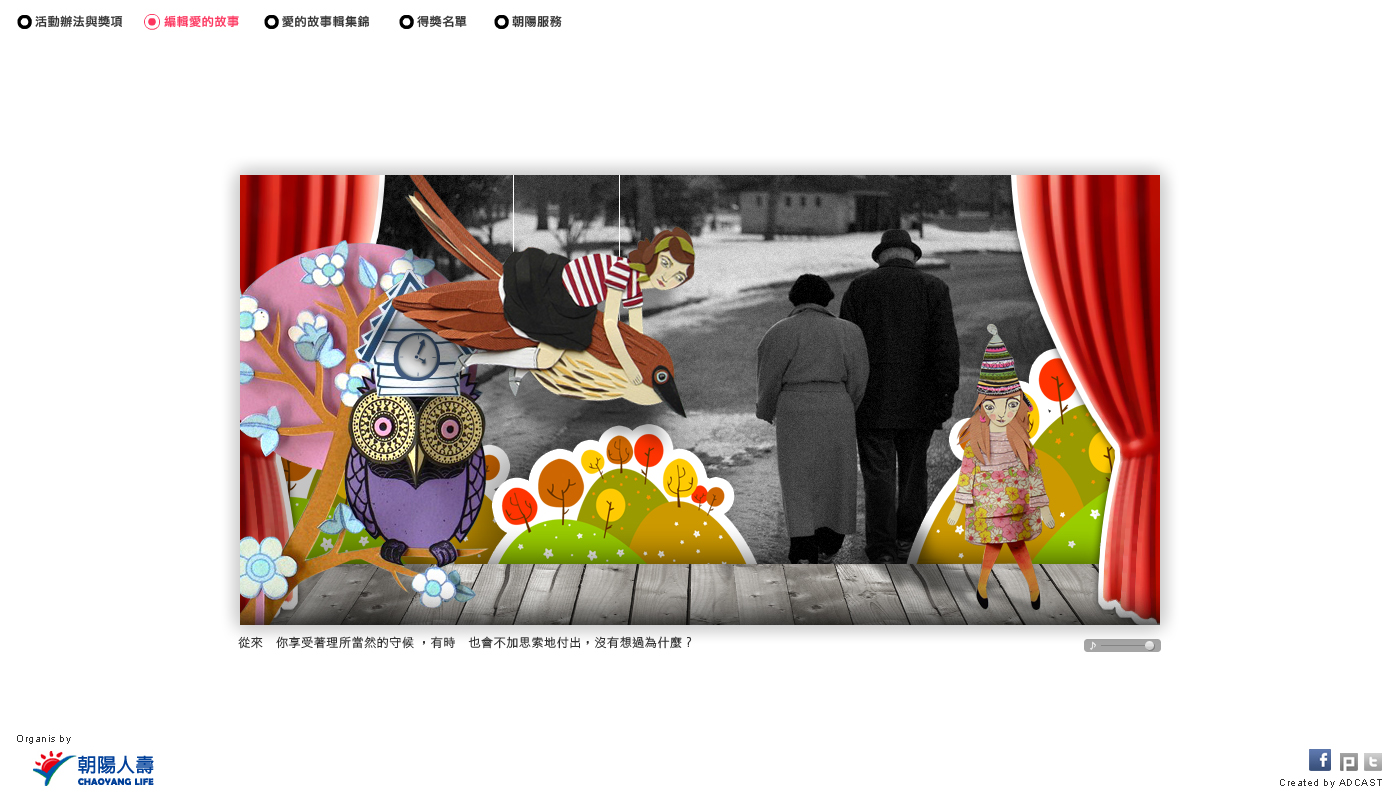 活動辦法與獎項
編輯愛的故事
愛的故事輯集錦
得獎名單
朝陽服務
從來　你享受著理所當然的守候，有時　也會不加思索地付出，沒有想過為什麼？
Organis by
朝陽人壽
CHAOYANG LIFE
Created by ADCAST